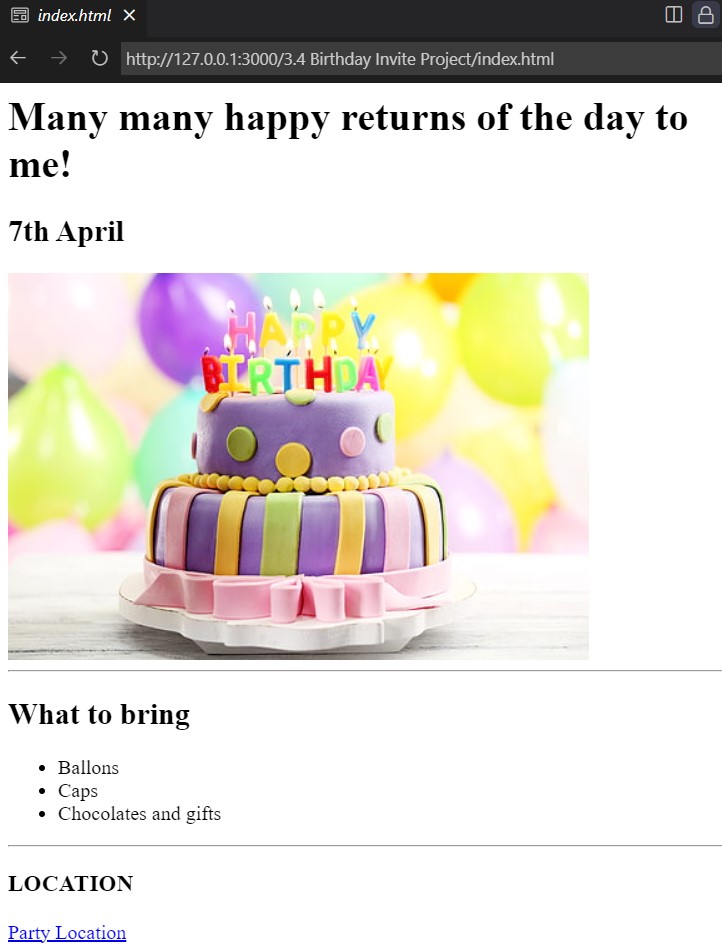 index.html
http://127.0.0.1:3000/3.4 Birthday Invite Project/index.html
Many many happy returns of the day to
me!
7th April
HAPPY
BIRTHDAY
What to bring
Ballons
Caps
Chocolates and gifts
LOCATION
Party Location